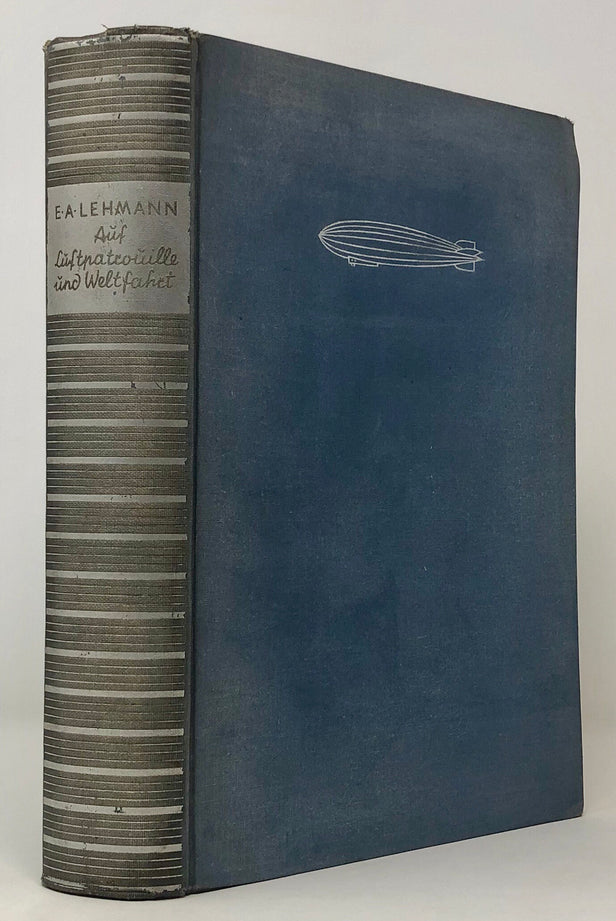 E·A·LEHMANN
Auf
Luftpatrouille
und Weltfahrt